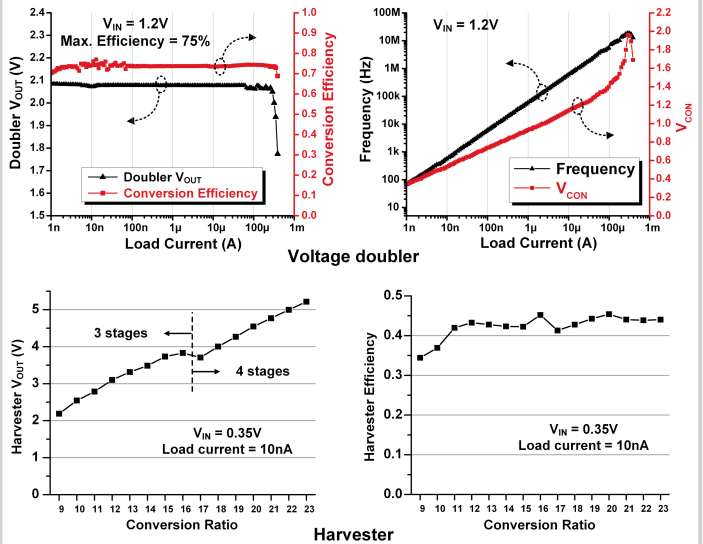 V_IN = 1.2V
Max. Efficiency = 75%
Doubler V_OUT (V)
2.4
2.3
2.2
2.1
2.0
1.9
1.8
1.7
1.6
1.5
1.0
0.9
0.8
0.7
0.6
0.5
0.4
0.3
0.2
0.1
0.0
Conversion Efficiency
Doubler V_OUT
Conversion Efficiency
1n 10n 100n 1µ 10µ 100µ 1m
Load Current (A)
V_IN = 1.2V
Frequency (Hz)
100M
10M
1M
100k
10k
1k
100
10
2.2
2.0
1.8
1.6
1.4
1.2
1.0
0.8
0.6
0.4
0.2
0.0
V_CON
Frequency
V_CON
1n 10n 100n 1µ 10µ 100µ 1m
Load Current (A)
Voltage doubler
Harvester V_OUT (V)
5
4
3
2
1
0
3 stages
4 stages
V_IN = 0.35V
Load current = 10nA
9 10 11 12 13 14 15 16 17 18 19 20 21 22 23
Conversion Ratio
Harvester Efficiency
0.5
0.4
0.3
0.2
0.1
0.0
V_IN = 0.35V
Load current = 10nA
9 10 11 12 13 14 15 16 17 18 19 20 21 22 23
Conversion Ratio
Harvester